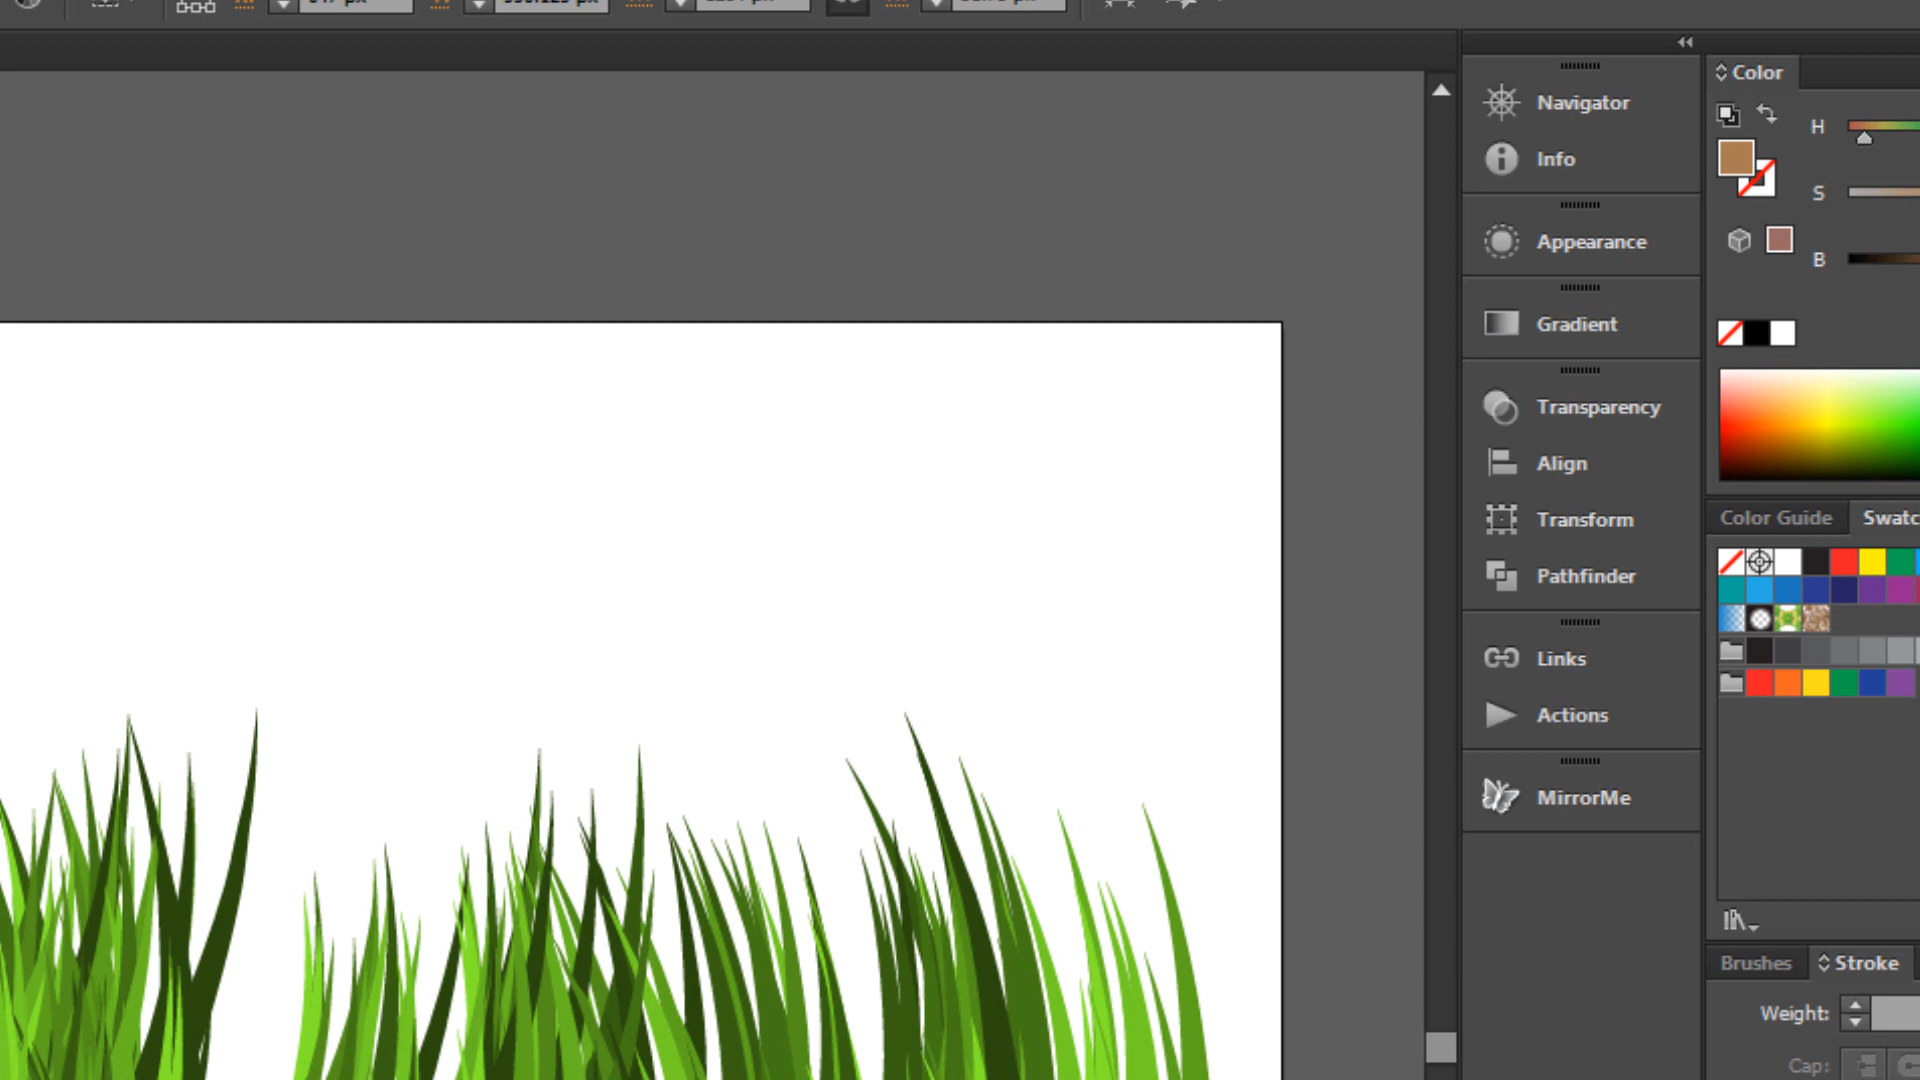 Color
Navigator
H
Info
S
Appearance
B
Gradient
Transparency
Align
Color Guide
Transform
Pathfinder
Links
Actions
MirrorMe
Brushes
Stroke
Weight:
Cap: